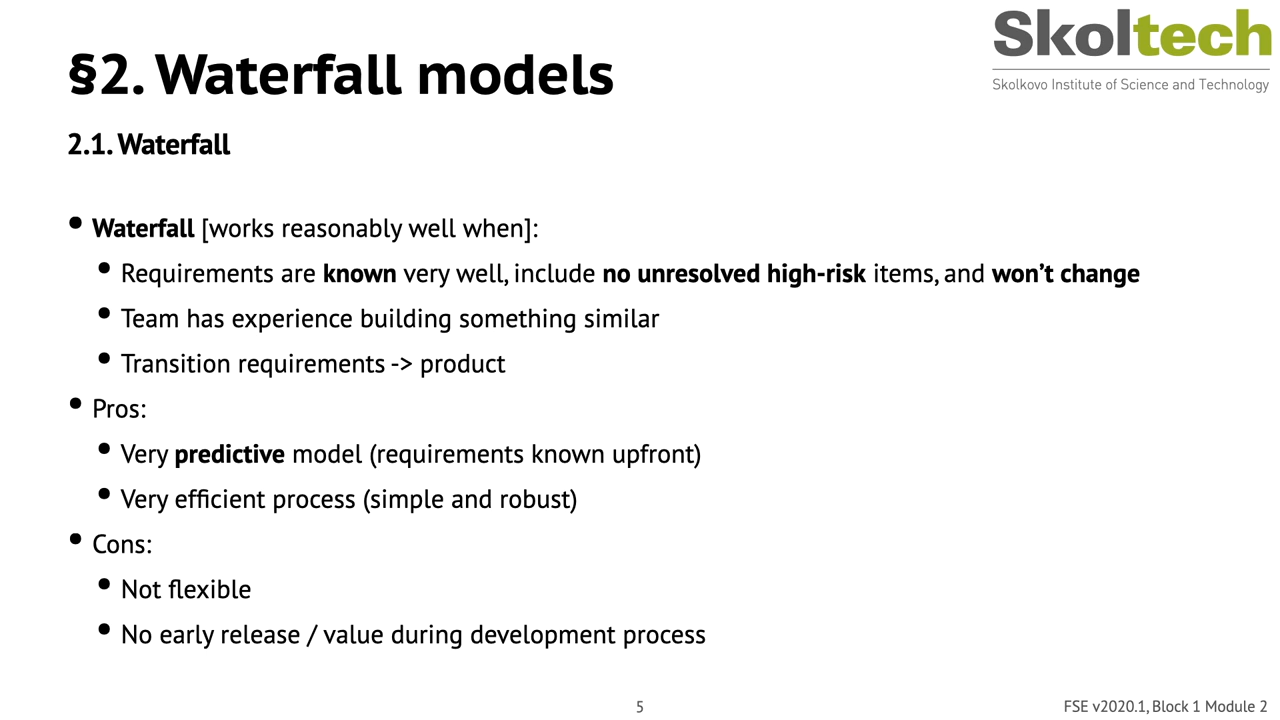 Skoltech
Skolkovo Institute of Science and Technology
§2. Waterfall models
2.1. Waterfall
• Waterfall [works reasonably well when]:
• Requirements are known very well, include no unresolved high-risk items, and won’t change
• Team has experience building something similar
• Transition requirements -> product
• Pros:
• Very predictive model (requirements known upfront)
• Very efficient process (simple and robust)
• Cons:
• Not flexible
• No early release / value during development process
5
FSE v2020.1, Block 1 Module 2